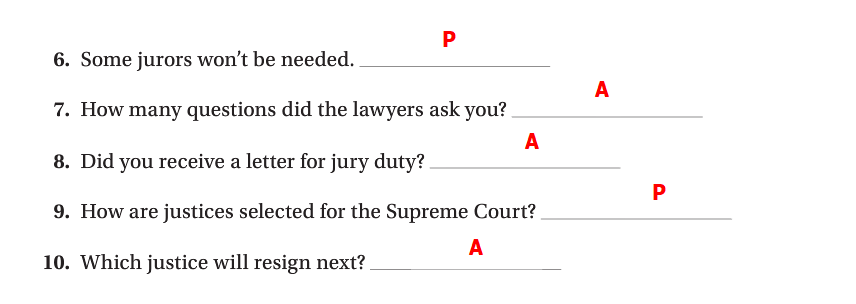 6. Some jurors won't be needed. P
7. How many questions did the lawyers ask you? A
8. Did you receive a letter for jury duty? A
9. How are justices selected for the Supreme Court? P
10. Which justice will resign next? A